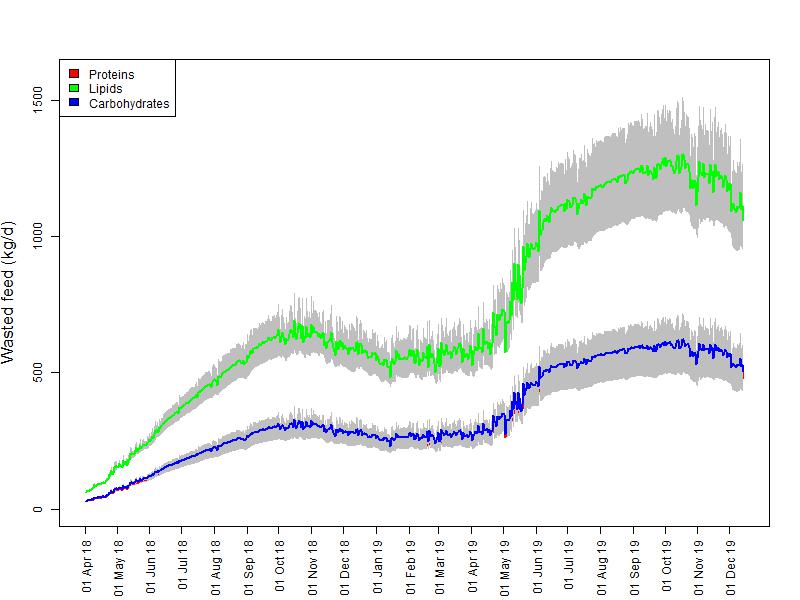 Proteins
Lipids
Carbohydrates
Wasted feed (kg/d)
1500
1000
500
0
01 Apr 18
01 May 18
01 Jun 18
01 Jul 18
01 Aug 18
01 Sep 18
01 Oct 18
01 Nov 18
01 Dec 18
01 Jan 19
01 Feb 19
01 Mar 19
01 Apr 19
01 May 19
01 Jun 19
01 Jul 19
01 Aug 19
01 Sep 19
01 Oct 19
01 Nov 19
01 Dec 19